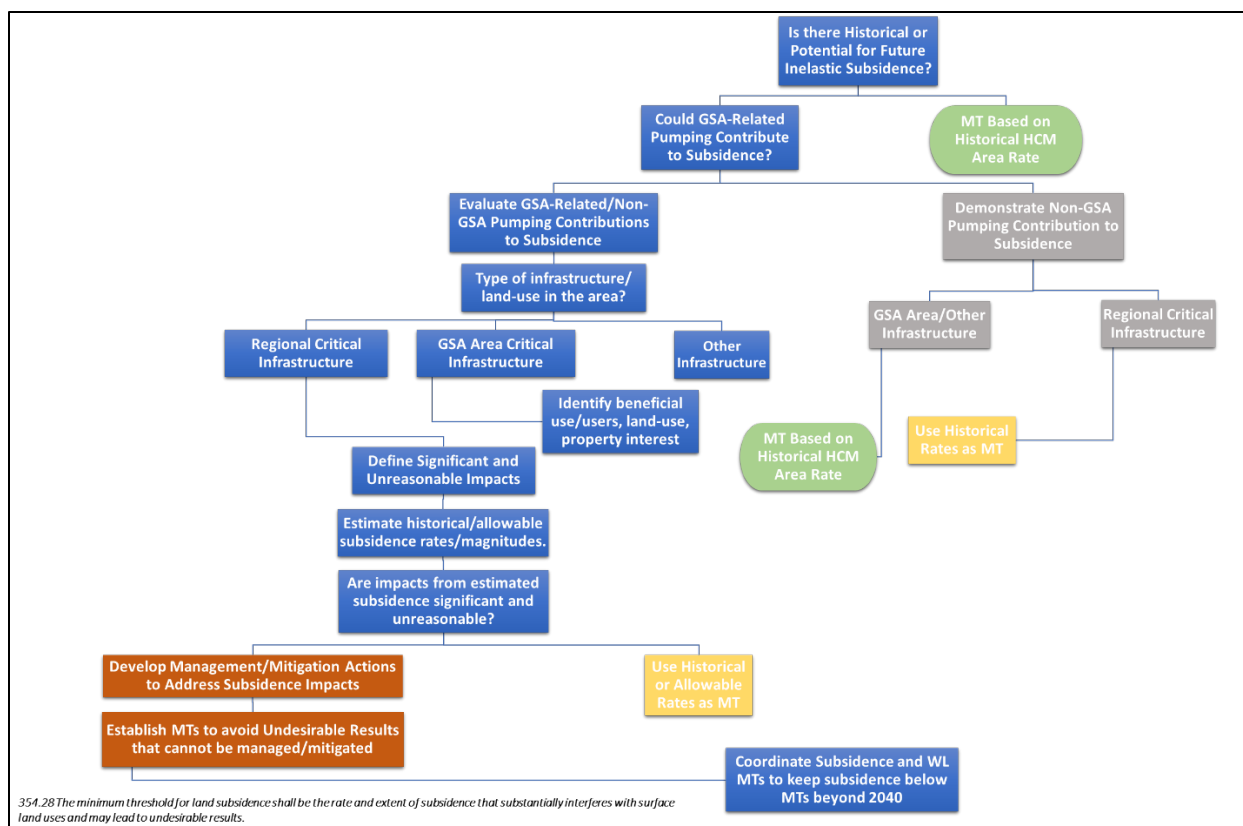 Is there Historical or
Potential for Future
Inelastic Subsidence?
Could GSA-Related
Pumping Contribute
to Subsidence?
MT Based on
Historical HCM
Area Rate
Evaluate GSA-Related/Non-
GSA Pumping Contributions
to Subsidence
Demonstrate Non-GSA
Pumping Contribution to
Subsidence
Type of infrastructure/
land-use in the area?
Regional Critical
Infrastructure
GSA Area Critical
Infrastructure
Other
Infrastructure
GSA Area/Other
Infrastructure
Regional Critical
Infrastructure
Identify beneficial
use/users, land-use,
property interest
MT Based on
Historical HCM
Area Rate
Use Historical
Rates as MT
Define Significant and
Unreasonable Impacts
Estimate historical/allowable
subsidence rates/magnitudes.
Are impacts from estimated
subsidence significant and
unreasonable?
Develop Management/Mitigation Actions
to Address Subsidence Impacts
Use Historical
or Allowable
Rates as MT
Establish MTs to avoid Undesirable Results
that cannot be managed/mitigated
Coordinate Subsidence and WL
MTs to keep subsidence below
MTs beyond 2040
354.28 The minimum threshold for land subsidence shall be the rate and extent of subsidence that substantially interferes with surface
land uses and may lead to undesirable results.